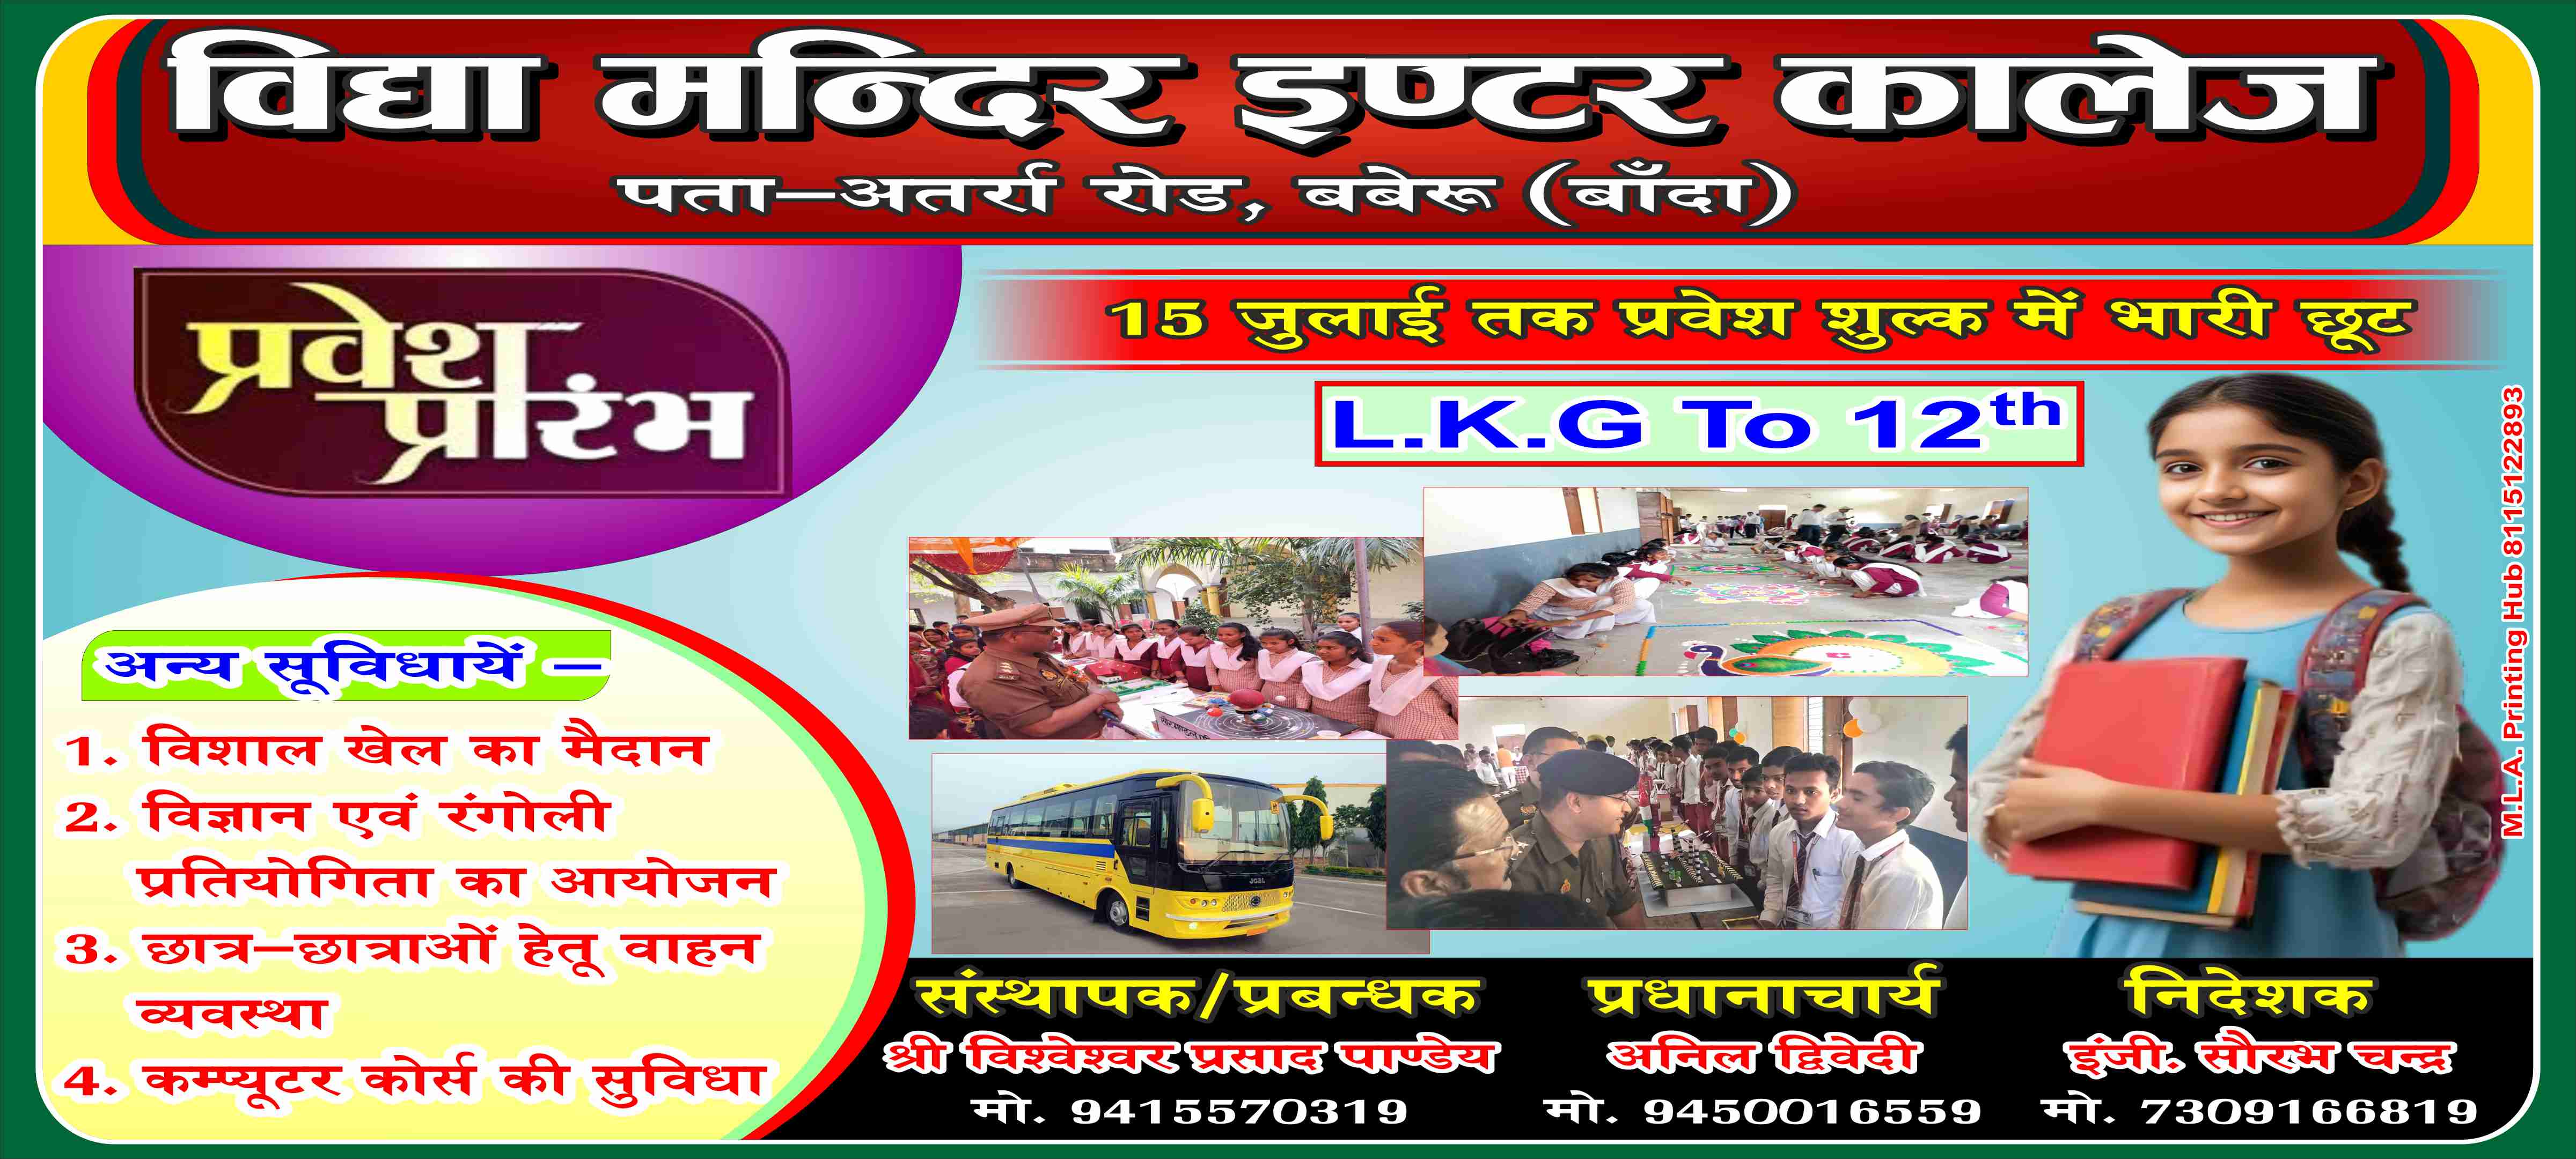 विद्या मन्दिर इण्टर कालेज
पता–अतर्रा रोड, बबेरू (बाँदा)
प्रवेश
प्रारंभ
15 जुलाई तक प्रवेश शुल्क में भारी छूट
L.K.G To 12th
अन्य सूविधायें –
1. विशाल खेल का मैदान
2. विज्ञान एवं रंगोली
प्रतियोगिता का आयोजन
3. छात्र–छात्राओं हेतू वाहन
व्यवस्था
4. कम्प्यूटर कोर्स की सुविधा
JCBL
संस्थापक/प्रबन्धक
श्री विश्वेश्वर प्रसाद पाण्डेय
मो. 9415570319
प्रधानाचार्य
अनिल द्विवेदी
मो. 9450016559
निदेशक
इंजी. सौरभ चन्द्र
मो. 7309166819
M.L.A. Printing Hub 8115122893